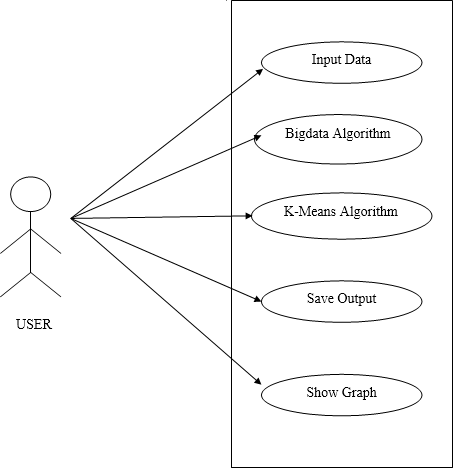 Input Data
Bigdata Algorithm
K-Means Algorithm
Save Output
Show Graph
USER